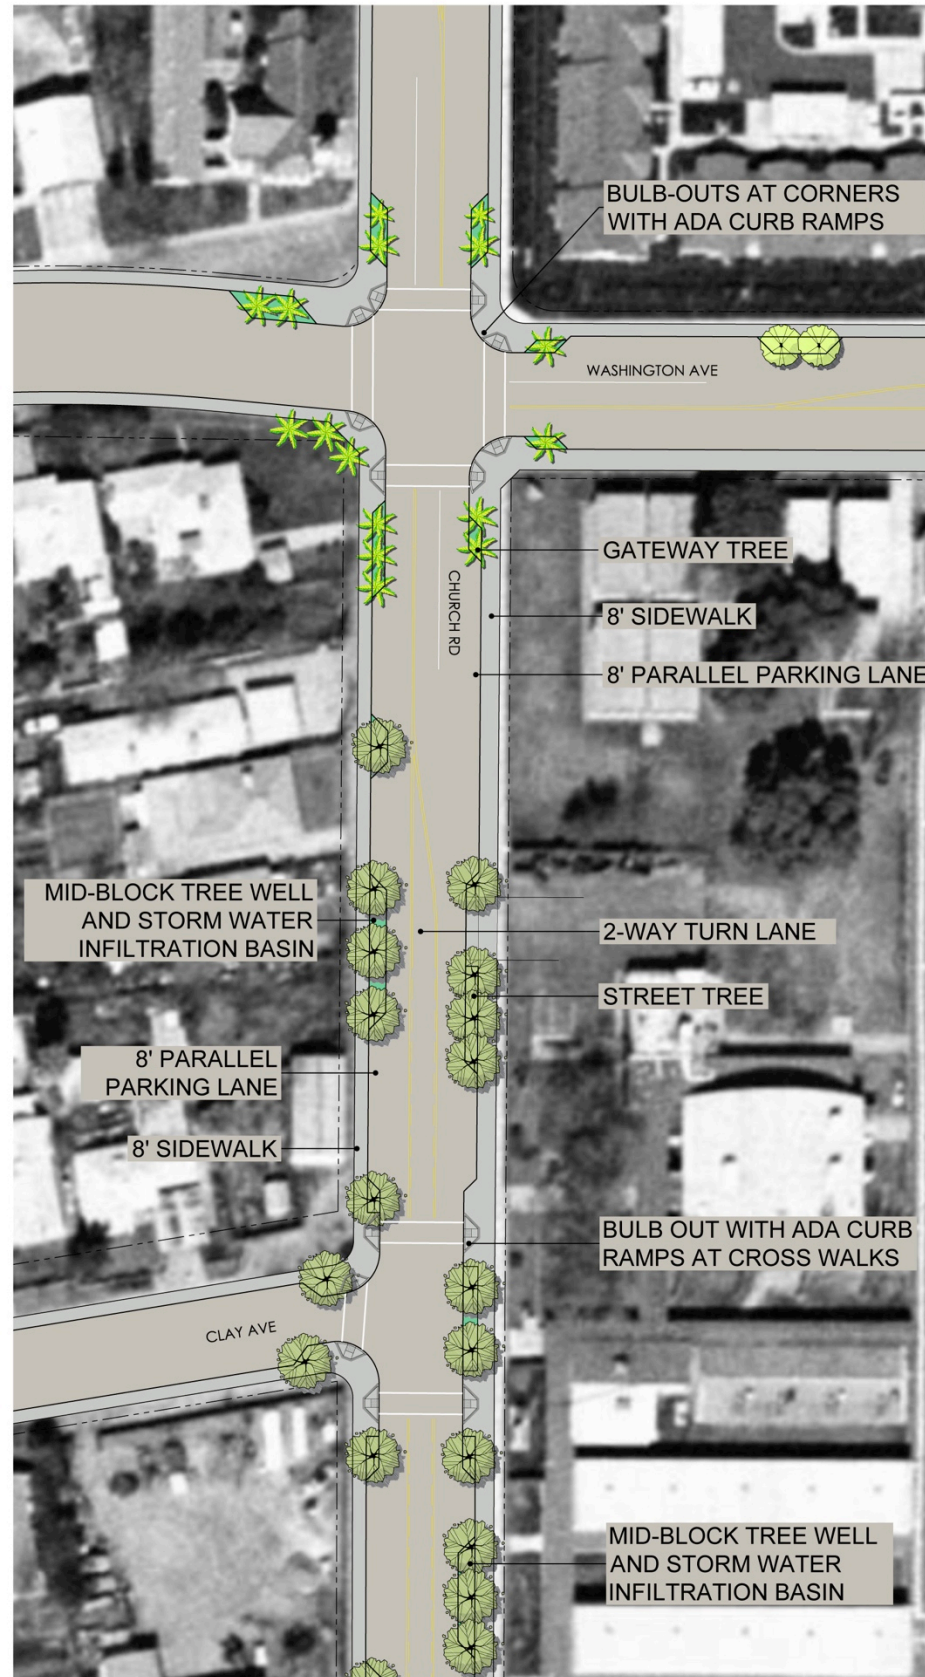 BULB-OUTS AT CORNERS
WITH ADA CURB RAMPS
WASHINGTON AVE
GATEWAY TREE
CHURCH RD
8' SIDEWALK
8' PARALLEL PARKING LANE
MID-BLOCK TREE WELL
AND STORM WATER
INFILTRATION BASIN
2-WAY TURN LANE
STREET TREE
8' PARALLEL
PARKING LANE
8' SIDEWALK
BULB OUT WITH ADA CURB
RAMPS AT CROSS WALKS
CLAY AVE
MID-BLOCK TREE WELL
AND STORM WATER
INFILTRATION BASIN